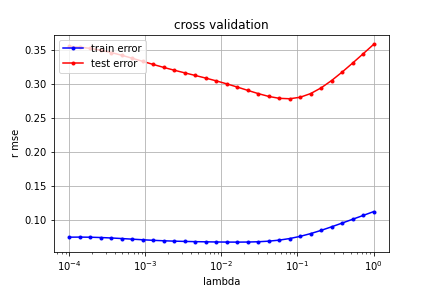 cross validation
train error
test error
r mse
0.35
0.30
0.25
0.20
0.15
0.10
10⁻⁴
10⁻³
10⁻²
10⁻¹
10⁰
lambda